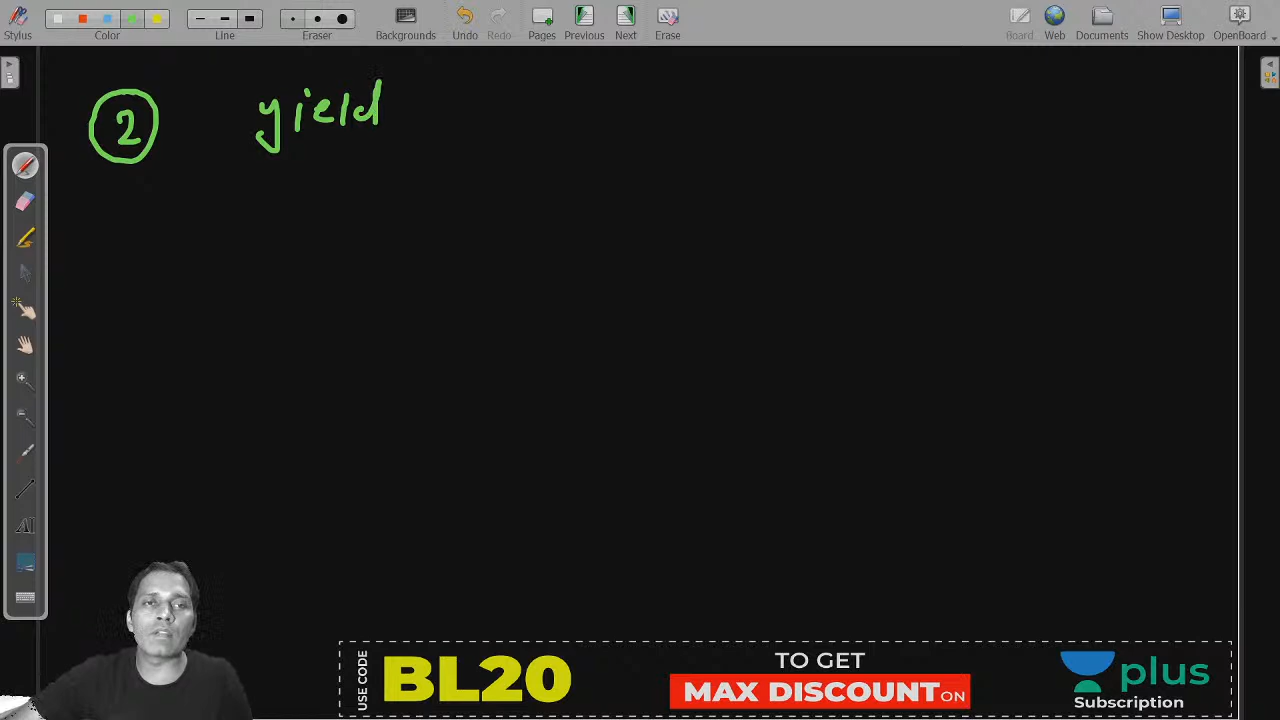 Stylus Color Line Eraser Backgrounds Undo Redo Pages Previous Next Erase Board Web Documents Show Desktop OpenBoard
2 yield
AI
USE CODE BL20 TO GET MAX DISCOUNT ON plus Subscription